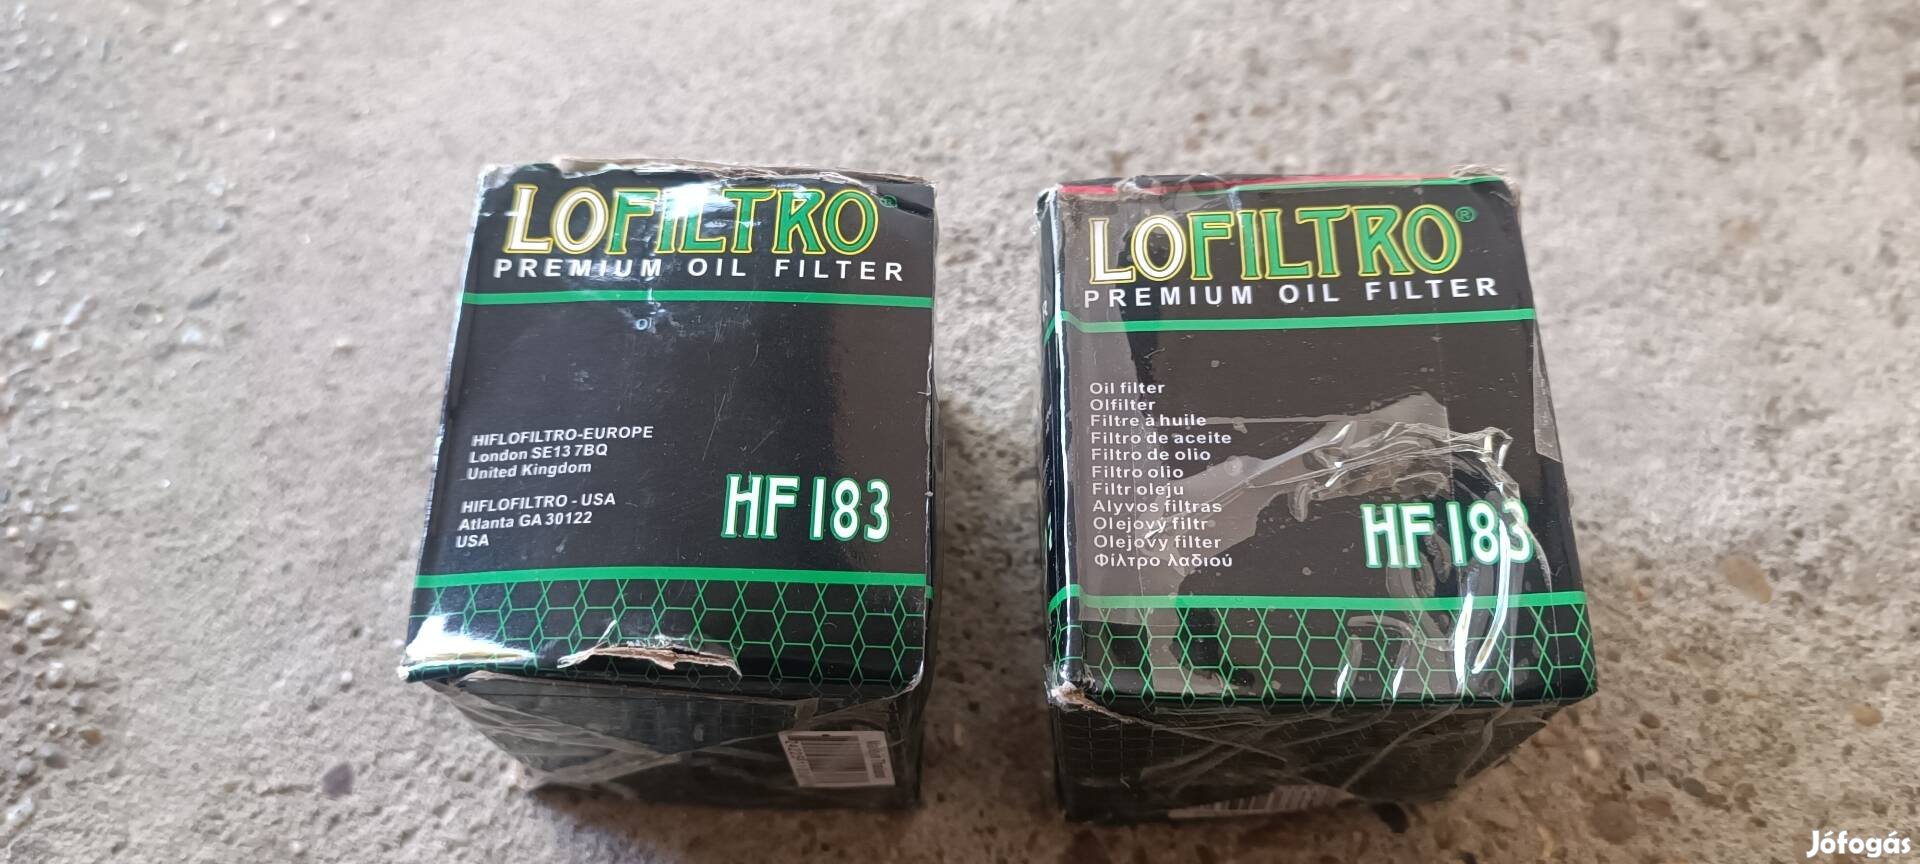 LOFILTRO®
PREMIUM OIL FILTER
HIFLOFILTRO-EUROPE
London SE13 7BQ
United Kingdom
HIFLOFILTRO - USA
Atlanta GA 30122
USA
HF183
LOFILTRO®
PREMIUM OIL FILTER
Oil filter
Olfilter
Filtre à huile
Filtro de aceite
Filtro de olio
Filtro olio
Filtr oleju
Alyvos filtras
Olejový filtr
Olejový filter
Φίλτρο λαδιού
HF183
Jófogás